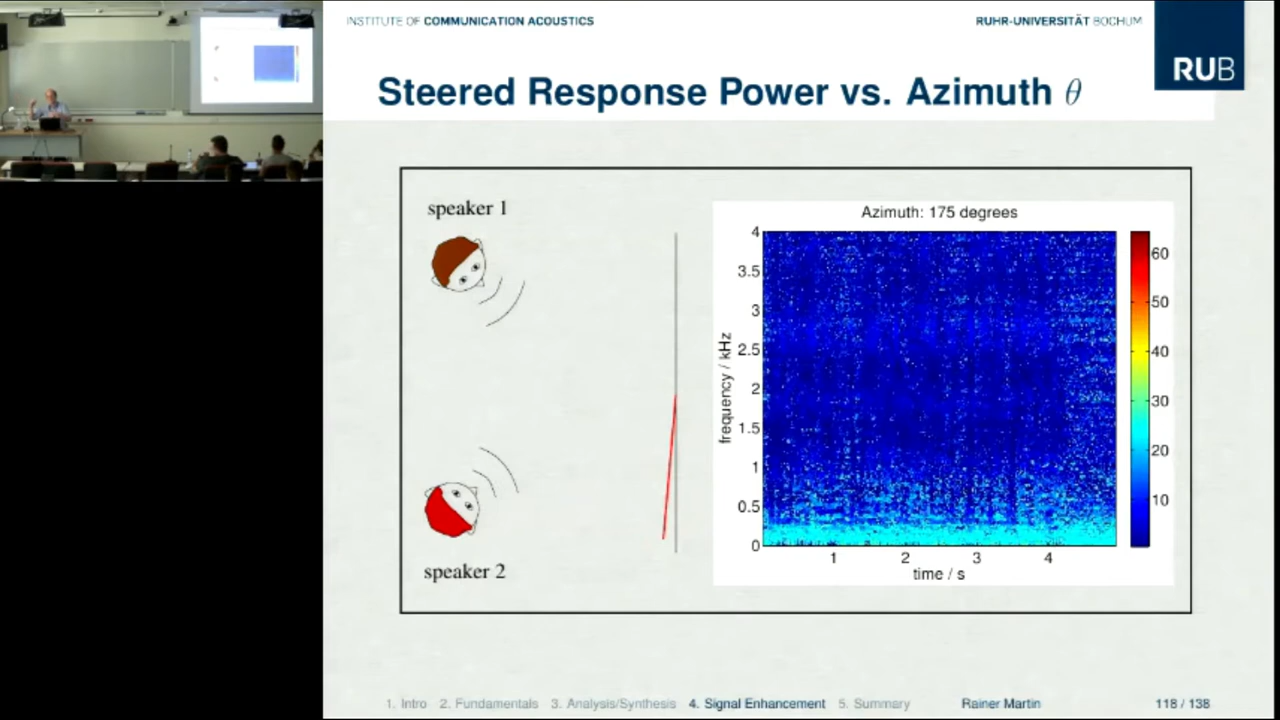 INSTITUTE OF COMMUNICATION ACOUSTICS
RUHR-UNIVERSITÄT BOCHUM
RUB
Steered Response Power vs. Azimuth θ
speaker 1
speaker 2
Azimuth: 175 degrees
frequency / kHz
4
3.5
3
2.5
2
1.5
1
0.5
0
1 2 3 4
time / s
60
50
40
30
20
10
1. Intro 2. Fundamentals 3. Analysis/Synthesis 4. Signal Enhancement 5. Summary Rainer Martin 118 / 138